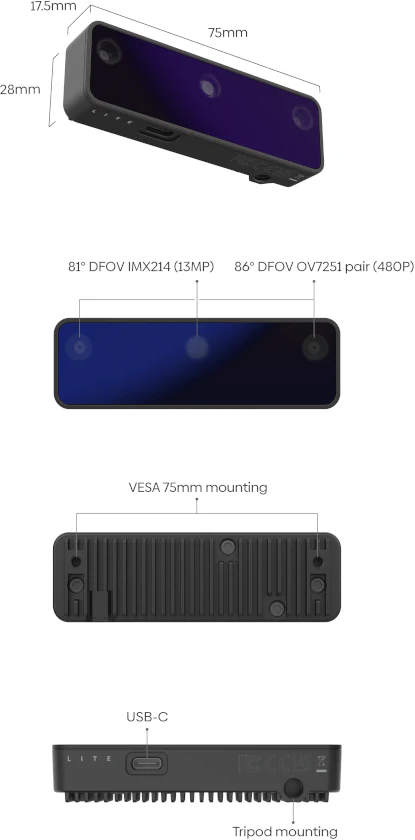 17.5mm
75mm
28mm
LITE
81° DFOV IMX214 (13MP) 86° DFOV OV7251 pair (480P)
VESA 75mm mounting
USB-C
LITE
Tripod mounting